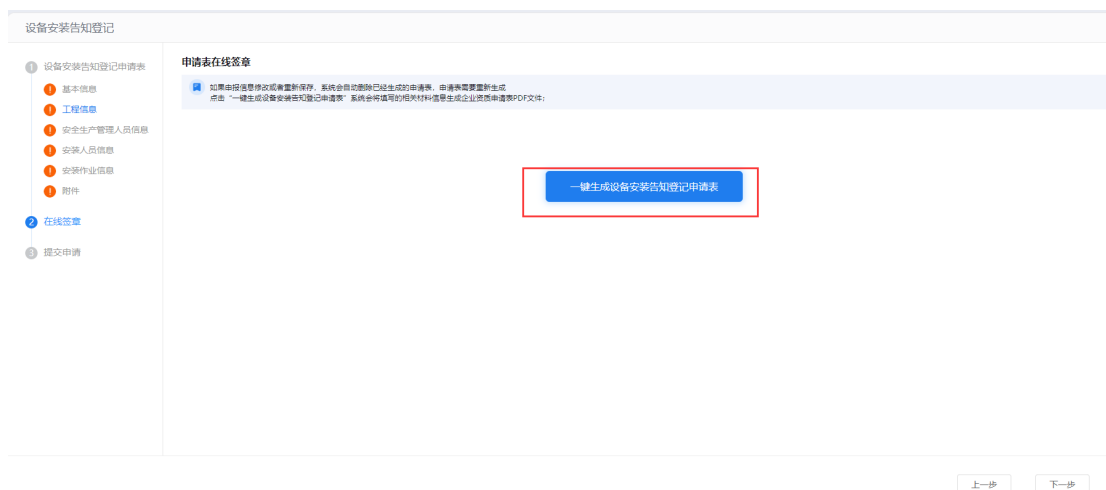 设备安装告知登记
1 设备安装告知登记申请表
! 基本信息
! 工程信息
! 安全生产管理人员信息
! 安装人员信息
! 安装作业信息
! 附件
2 在线签章
3 提交申请
申请表在线签章
如果申报信息修改或者重新保存，系统会自动删除已经生成的申请表，申请表需要重新生成
点击“一键生成设备安装告知登记申请表”系统会将填写的相关材料信息生成企业资质申请表PDF文件;
一键生成设备安装告知登记申请表
上一步
下一步